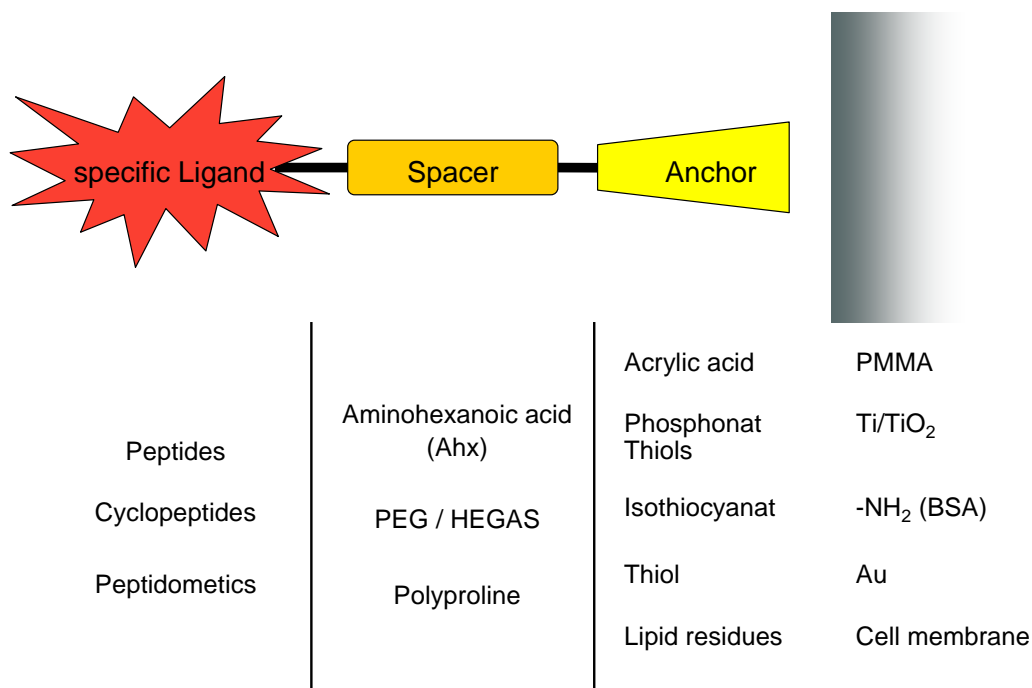 specific Ligand
Spacer
Anchor
Peptides
Cyclopeptides
Peptidometics
Aminohexanoic acid
(Ahx)
PEG / HEGAS
Polyproline
Acrylic acid PMMA
Phosphonat Ti/TiO₂
Thiols
Isothiocyanat -NH₂ (BSA)
Thiol Au
Lipid residues Cell membrane